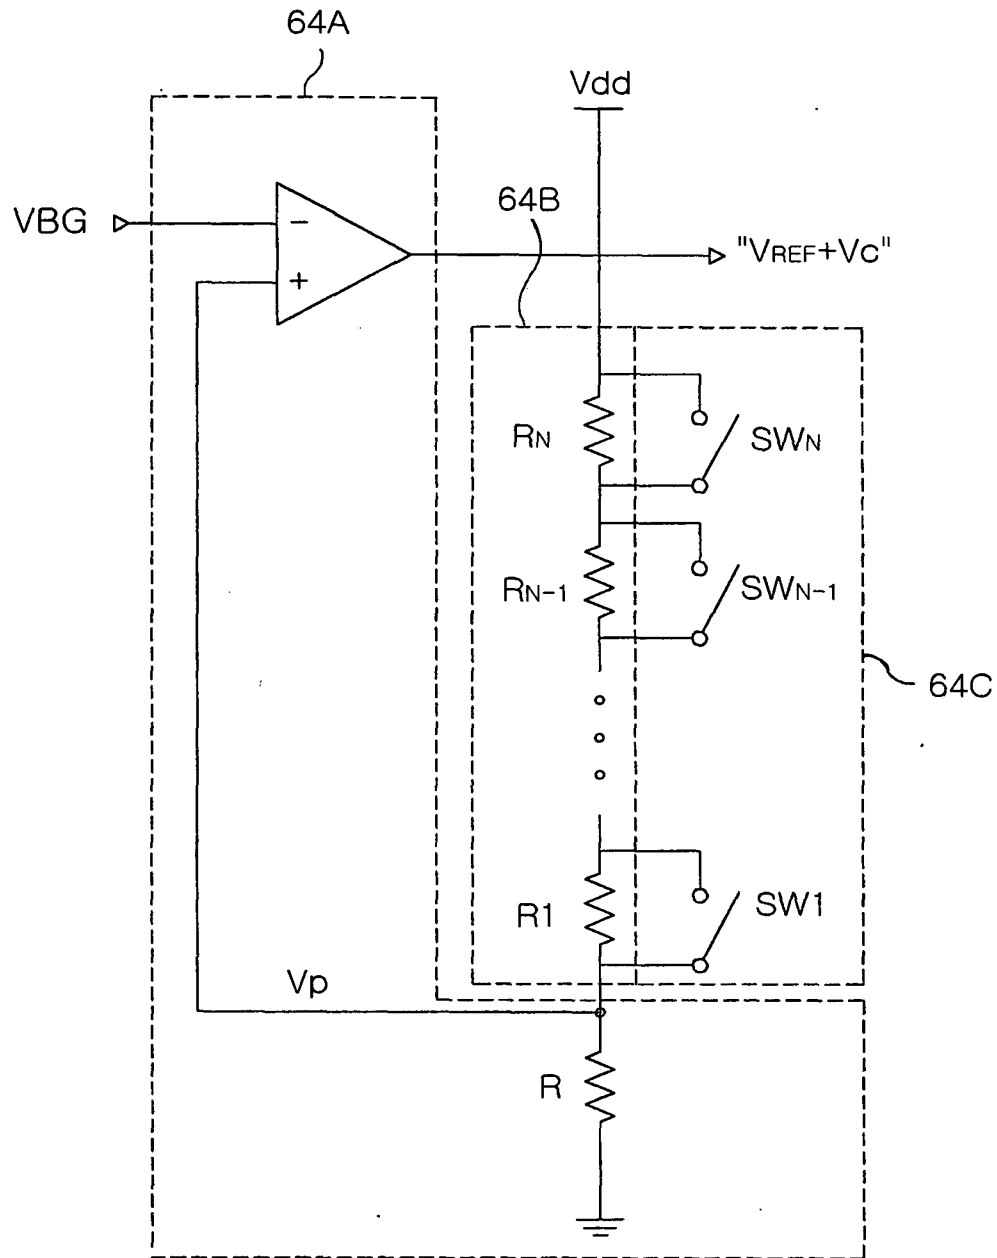 64A
Vdd
64B
VBG
−
+
"VREF+VC"
RN
SWN
RN-1
SWN-1
64C
R1
SW1
Vp
R